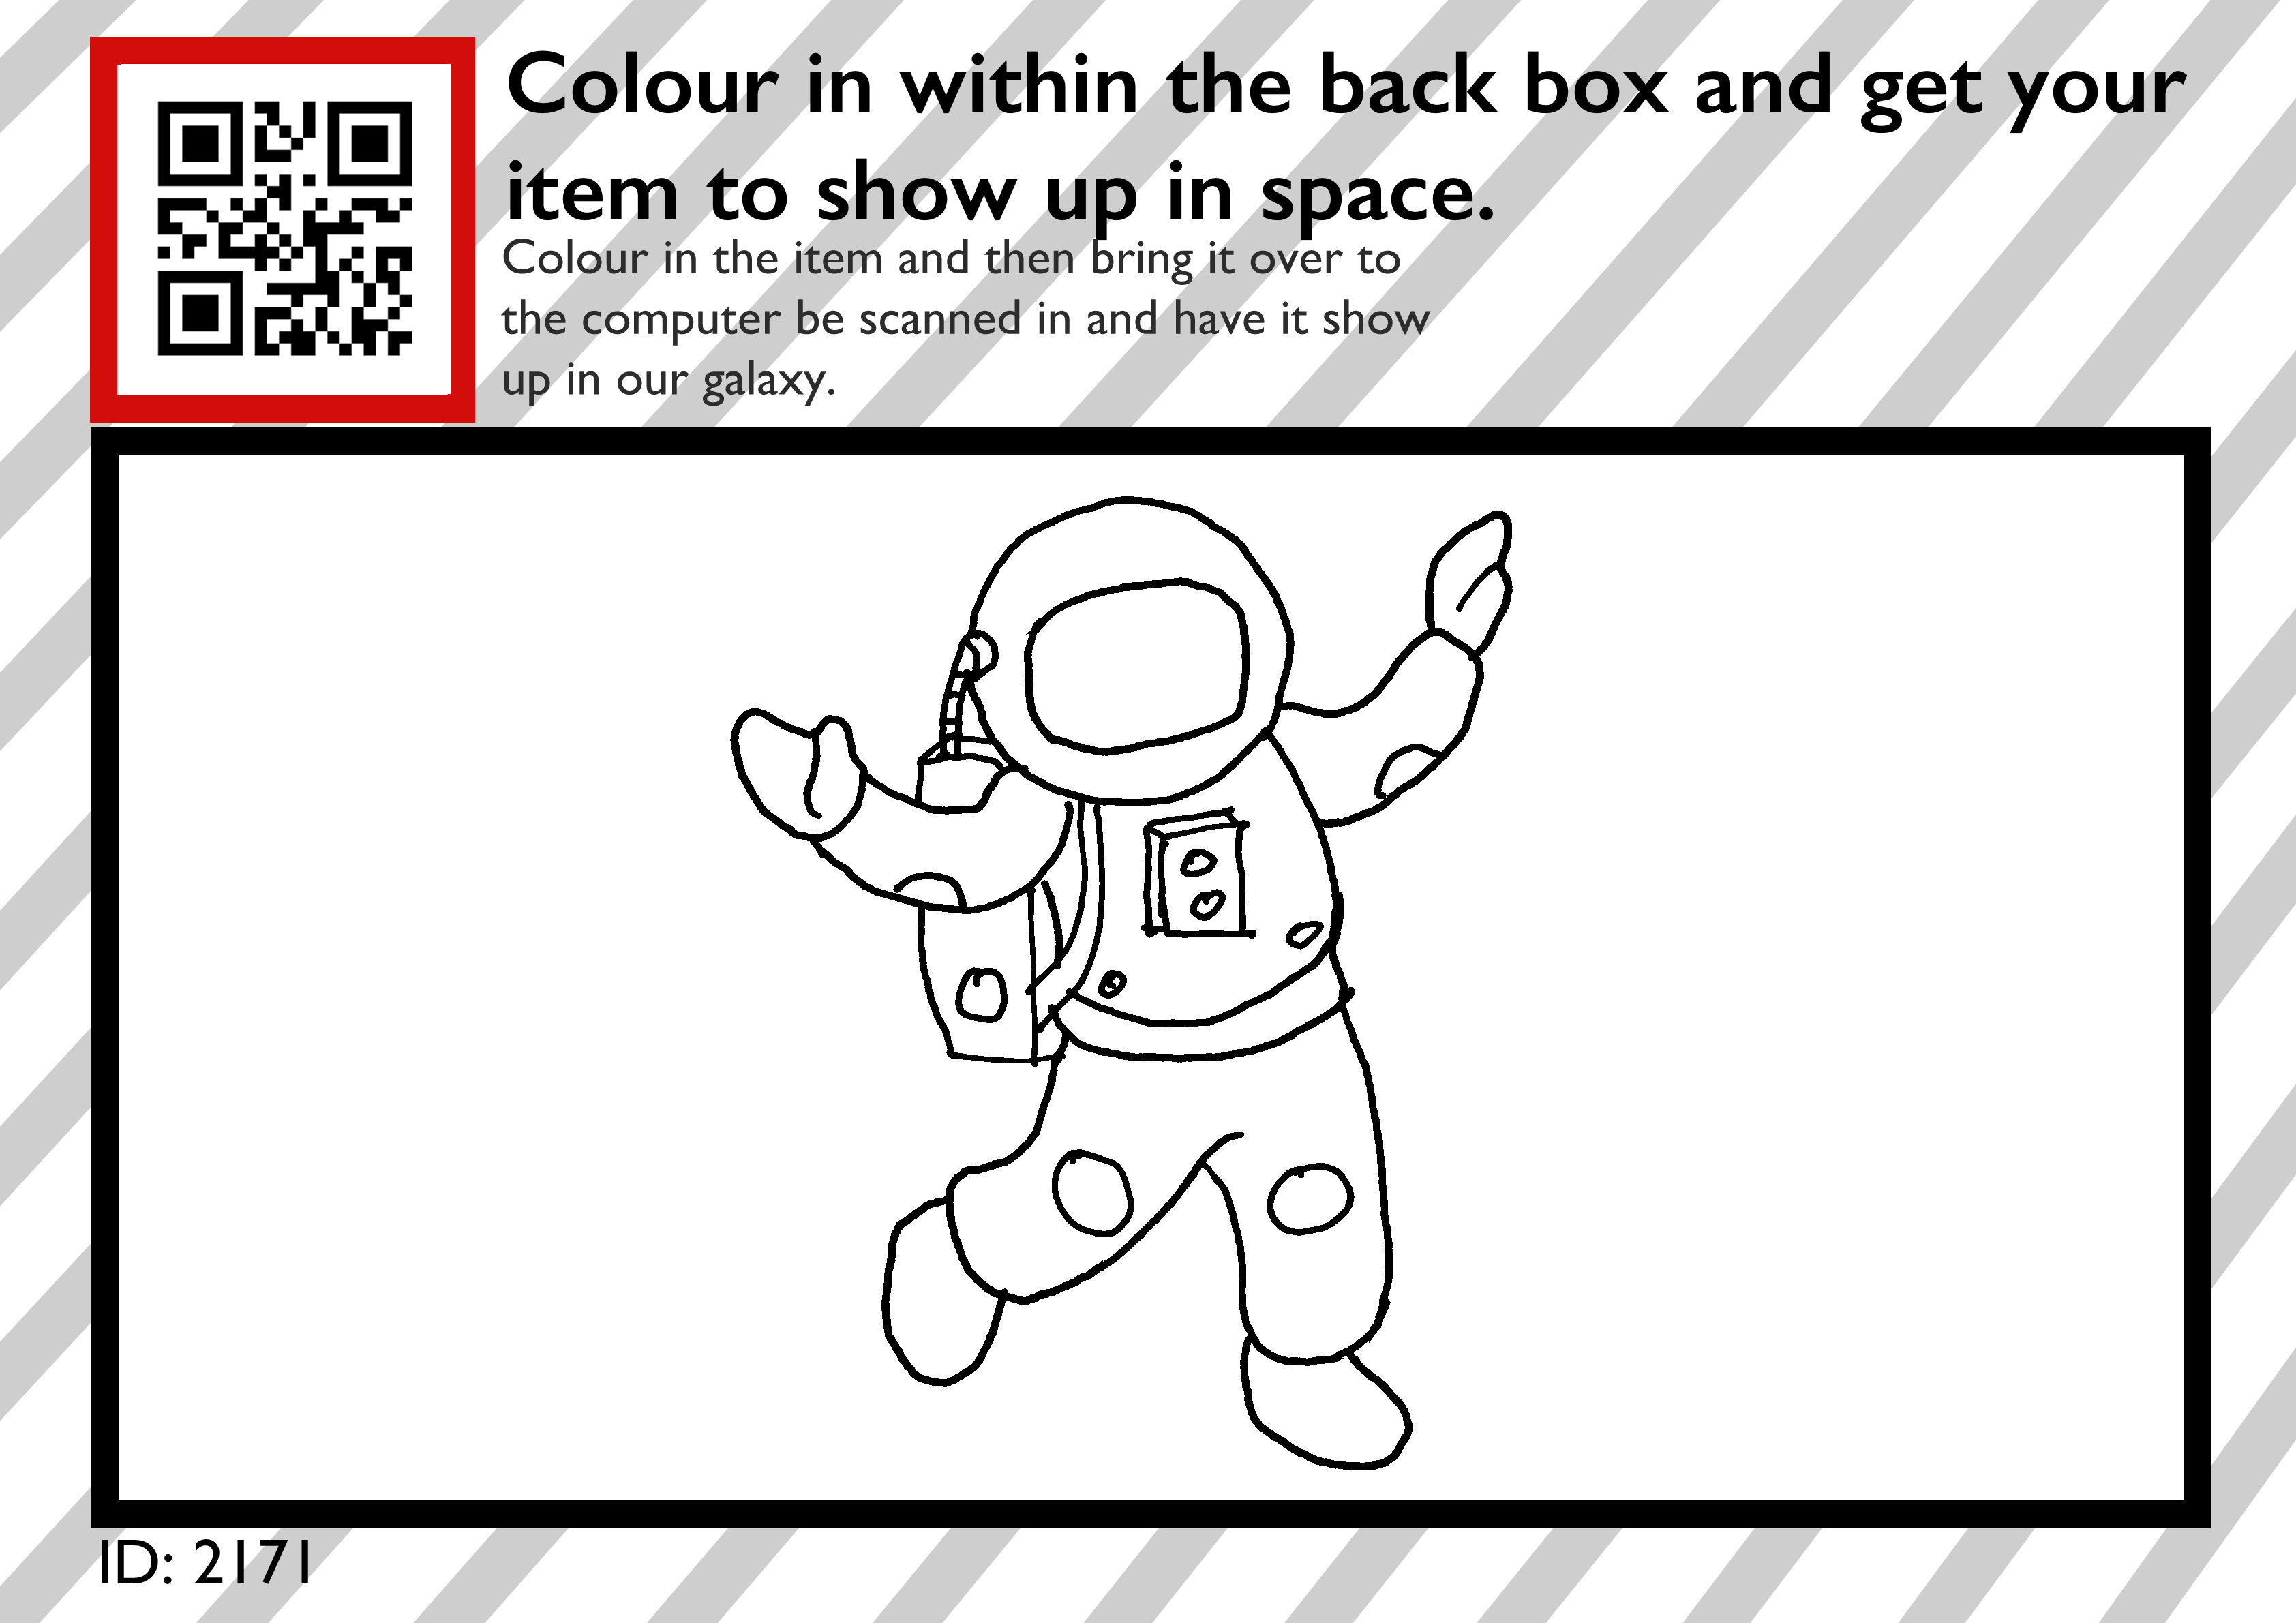 Colour in within the back box and get your
item to show up in space.
Colour in the item and then bring it over to
the computer be scanned in and have it show
up in our galaxy.
ID: 2171